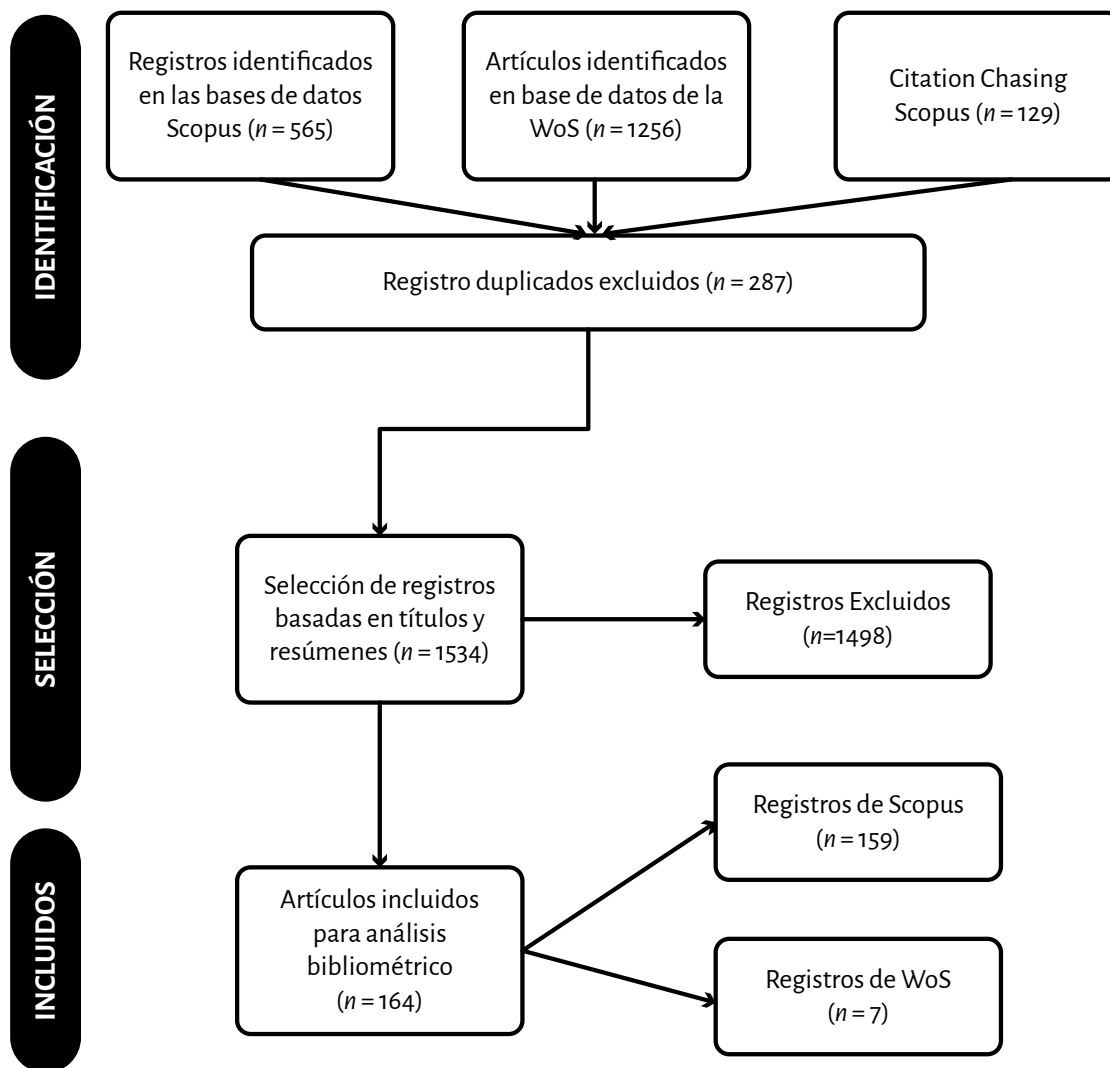 IDENTIFICACIÓN
Registros identificados
en las bases de datos
Scopus (n = 565)
Artículos identificados
en base de datos de la
WoS (n = 1256)
Citation Chasing
Scopus (n = 129)
Registro duplicados excluidos (n = 287)
SELECCIÓN
Selección de registros
basadas en títulos y
resúmenes (n = 1534)
Registros Excluidos
(n=1498)
INCLUIDOS
Artículos incluidos
para análisis
bibliométrico
(n = 164)
Registros de Scopus
(n = 159)
Registros de WoS
(n = 7)